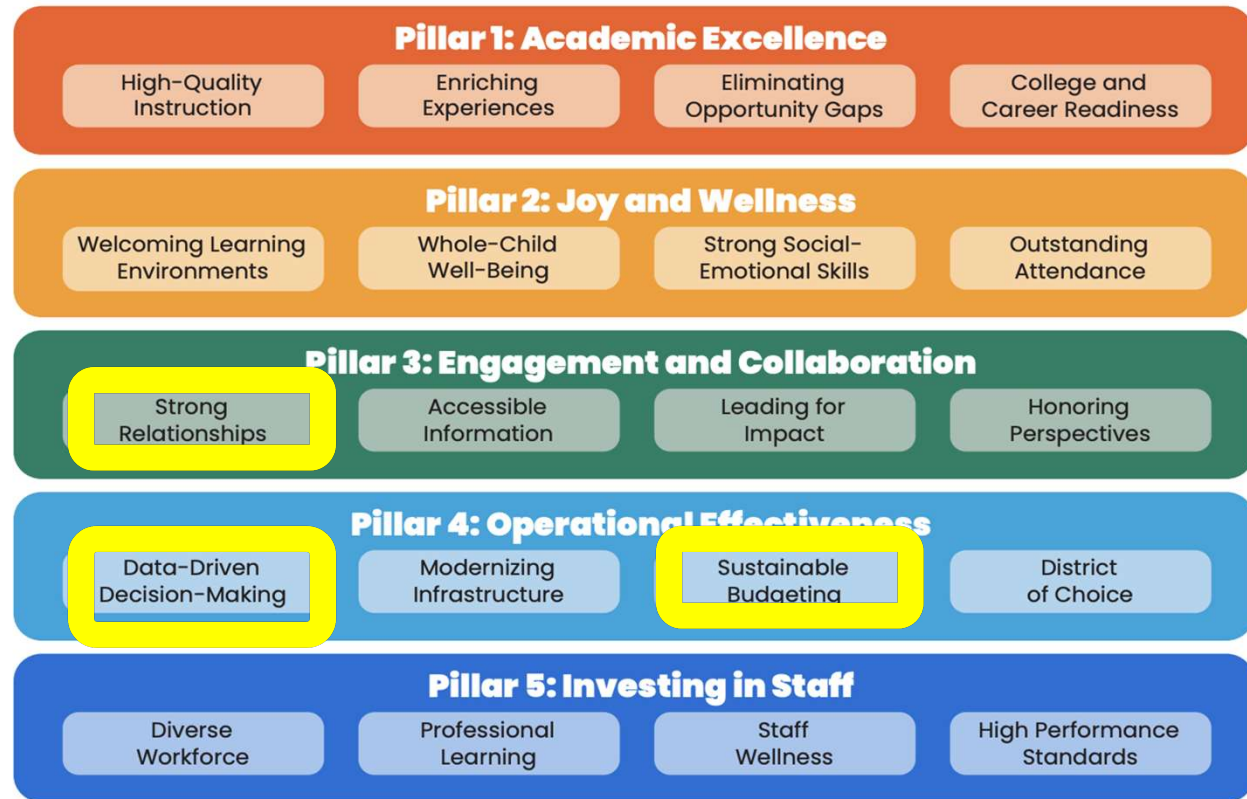 Pillar 1: Academic Excellence
High-Quality
Instruction
Enriching
Experiences
Eliminating
Opportunity Gaps
College and
Career Readiness
Pillar 2: Joy and Wellness
Welcoming Learning
Environments
Whole-Child
Well-Being
Strong Social-
Emotional Skills
Outstanding
Attendance
Pillar 3: Engagement and Collaboration
Strong
Relationships
Accessible
Information
Leading for
Impact
Honoring
Perspectives
Pillar 4: Operational Effectiveness
Data-Driven
Decision-Making
Modernizing
Infrastructure
Sustainable
Budgeting
District
of Choice
Pillar 5: Investing in Staff
Diverse
Workforce
Professional
Learning
Staff
Wellness
High Performance
Standards